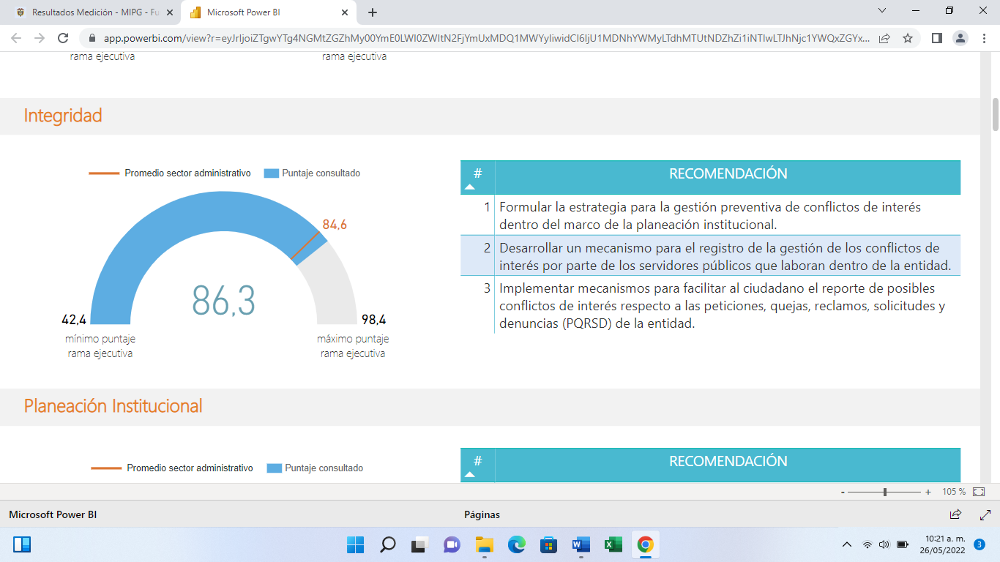 Resultados Medición - MIPG - Fu
Microsoft Power BI
app.powerbi.com/view?r=eyJrIjoiZTgwYTg4NGMtZGZhMy00YmE0LWI0ZWItN2FjYmUxMDQ1MWYyIiwidCI6IjU1MDNhYWMyLTdhMTUtNDZhZi1iNTIwLTJhNjc1YWQxZGYx...
rama ejecutiva
rama ejecutiva
Integridad
Promedio sector administrativo
Puntaje consultado
84,6
86,3
42,4
98,4
mínimo puntaje
rama ejecutiva
máximo puntaje
rama ejecutiva
# RECOMENDACIÓN
1 Formular la estrategia para la gestión preventiva de conflictos de interés
dentro del marco de la planeación institucional.
2 Desarrollar un mecanismo para el registro de la gestión de los conflictos de
interés por parte de los servidores públicos que laboran dentro de la entidad.
3 Implementar mecanismos para facilitar al ciudadano el reporte de posibles
conflictos de interés respecto a las peticiones, quejas, reclamos, solicitudes y
denuncias (PQRSD) de la entidad.
Planeación Institucional
Promedio sector administrativo
Puntaje consultado
# RECOMENDACIÓN
- + 105 %
Microsoft Power BI
Páginas
10:21 a. m.
26/05/2022
3